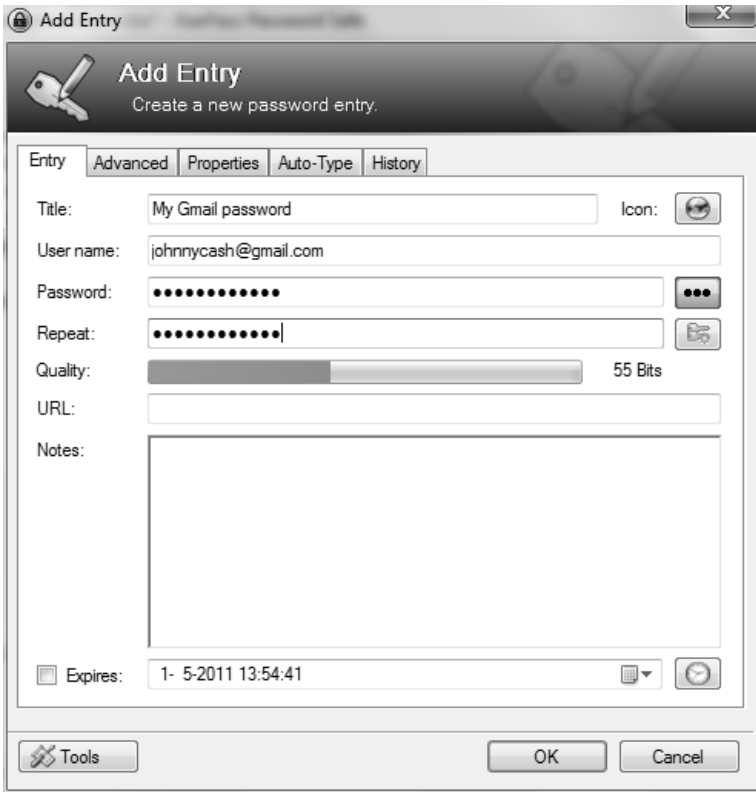 Add Entry
Add Entry
Create a new password entry.
Entry Advanced Properties Auto-Type History
Title: My Gmail password Icon:
User name: johnnycash@gmail.com
Password: ●●●●●●●●●●●● ●●●
Repeat: ●●●●●●●●●●●●
Quality: 55 Bits
URL:
Notes:
Expires: 1- 5-2011 13:54:41
Tools OK Cancel